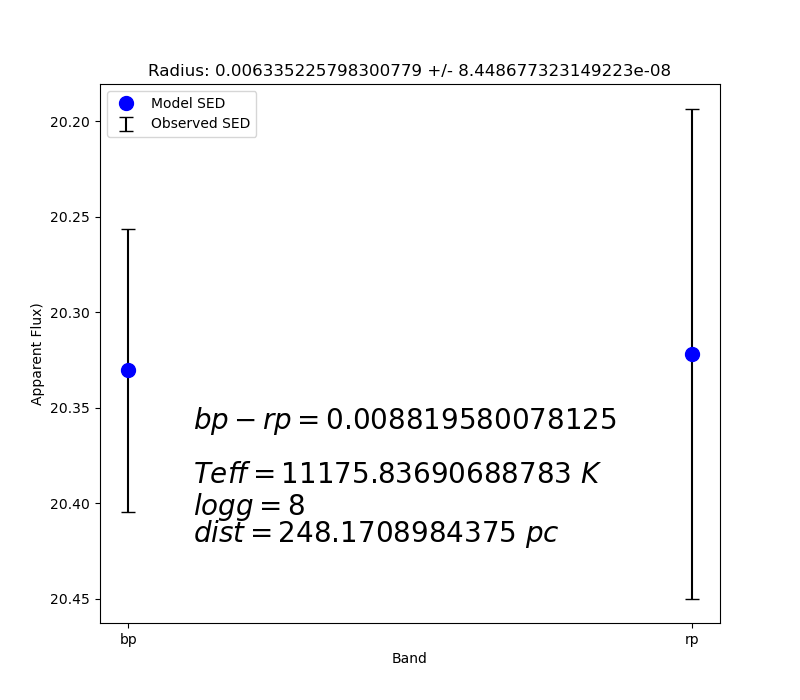 Radius: 0.006335225798300779 +/- 8.448677323149223e-08
Model SED
Observed SED
20.20
20.25
20.30
20.35
20.40
20.45
Apparent Flux)
bp − rp = 0.008819580078125
Teff = 11175.83690688783 K
logg = 8
dist = 248.1708984375 pc
bp
rp
Band